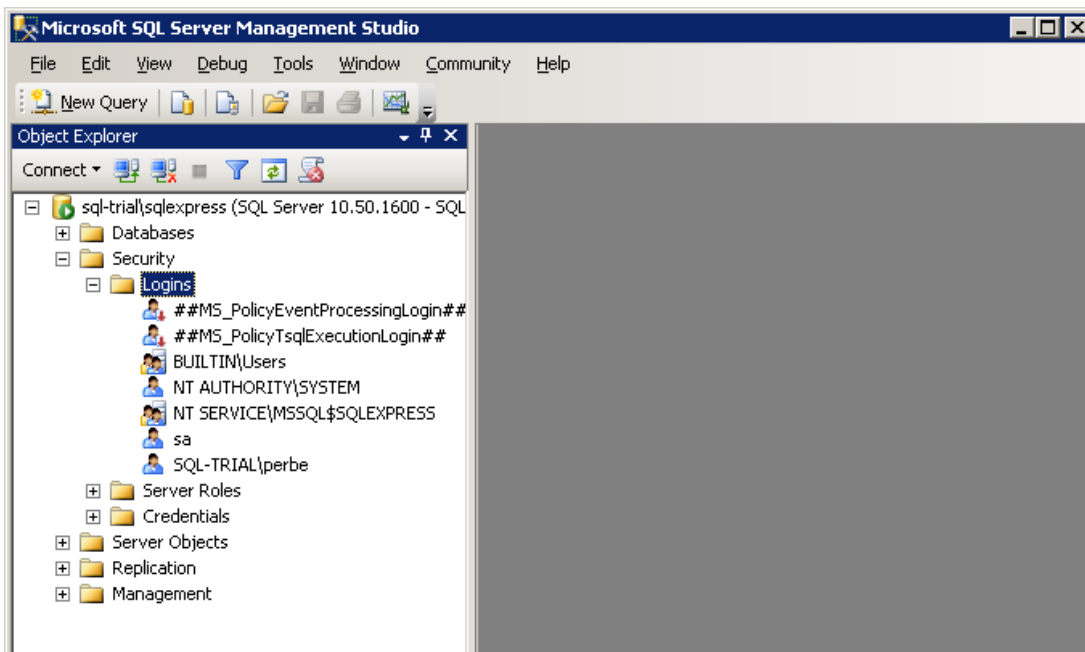 Microsoft SQL Server Management Studio
File Edit View Debug Tools Window Community Help
New Query
Object Explorer
Connect
sql-trial\sqlexpress (SQL Server 10.50.1600 - SQL
Databases
Security
Logins
##MS_PolicyEventProcessingLogin##
##MS_PolicyTsqlExecutionLogin##
BUILTIN\Users
NT AUTHORITY\SYSTEM
NT SERVICE\MSSQL$SQLEXPRESS
sa
SQL-TRIAL\perbe
Server Roles
Credentials
Server Objects
Replication
Management